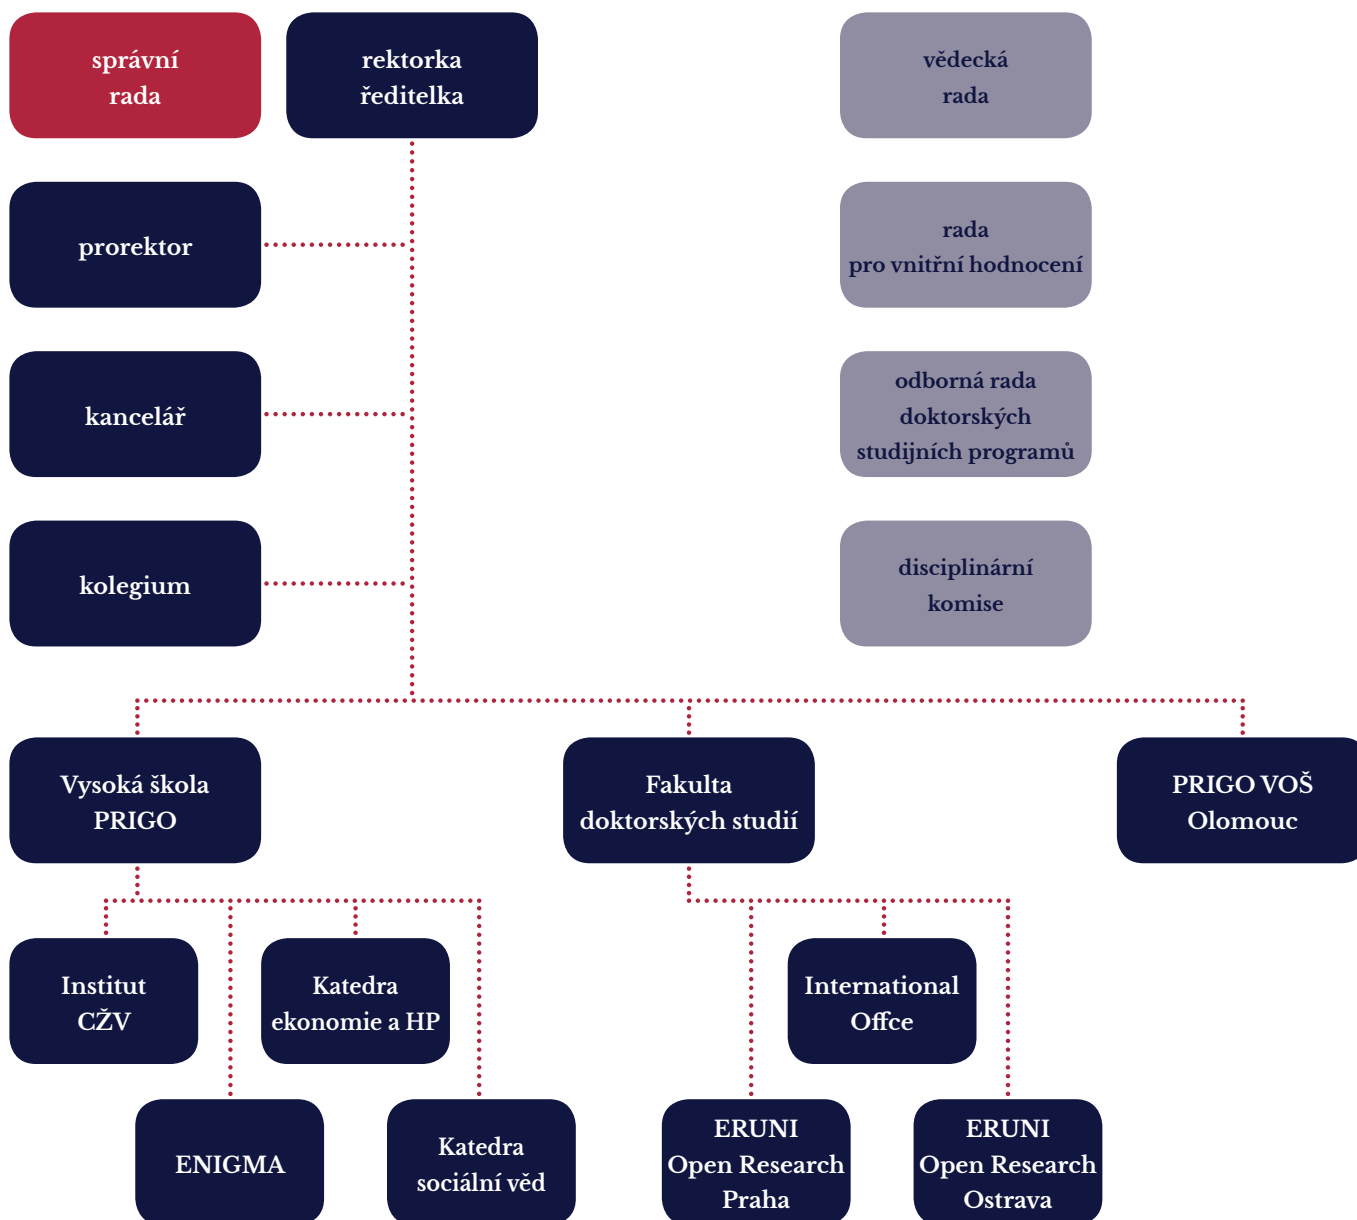 správní
rada
rektorka
ředitelka
vědecká
rada
prorektor
rada
pro vnitřní hodnocení
kancelář
odborná rada
doktorských
studijních programů
kolegium
disciplinární
komise
Vysoká škola
PRIGO
Fakulta
doktorských studií
PRIGO VOŠ
Olomouc
Institut
CŽV
Katedra
ekonomie a HP
International
Offce
ENIGMA
Katedra
sociální věd
ERUNI
Open Research
Praha
ERUNI
Open Research
Ostrava